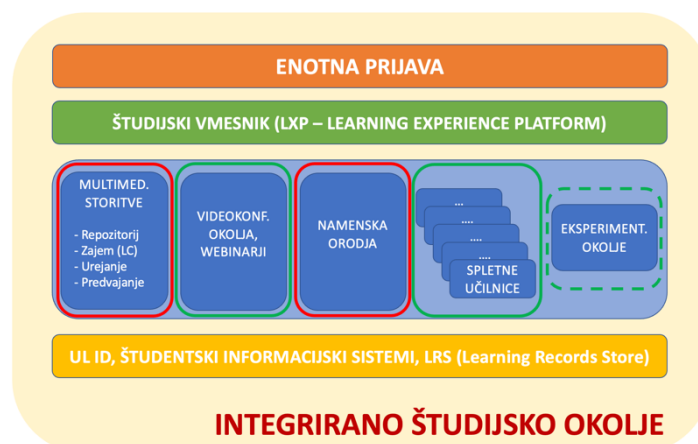 ENOTNA PRIJAVA
ŠTUDIJSKI VMESNIK (LXP – LEARNING EXPERIENCE PLATFORM)
MULTIMED.
STORITVE
- Repozitorij
- Zajem (LC)
- Urejanje
- Predvajanje
VIDEOKONF.
OKOLJA,
WEBINARJI
NAMENSKA
ORODJA
...
....
....
....
SPLETNE
UČILNICE
EKSPERIMENT.
OKOLJE
UL ID, ŠTUDENTSKI INFORMACIJSKI SISTEMI, LRS (Learning Records Store)
INTEGRIRANO ŠTUDIJSKO OKOLJE